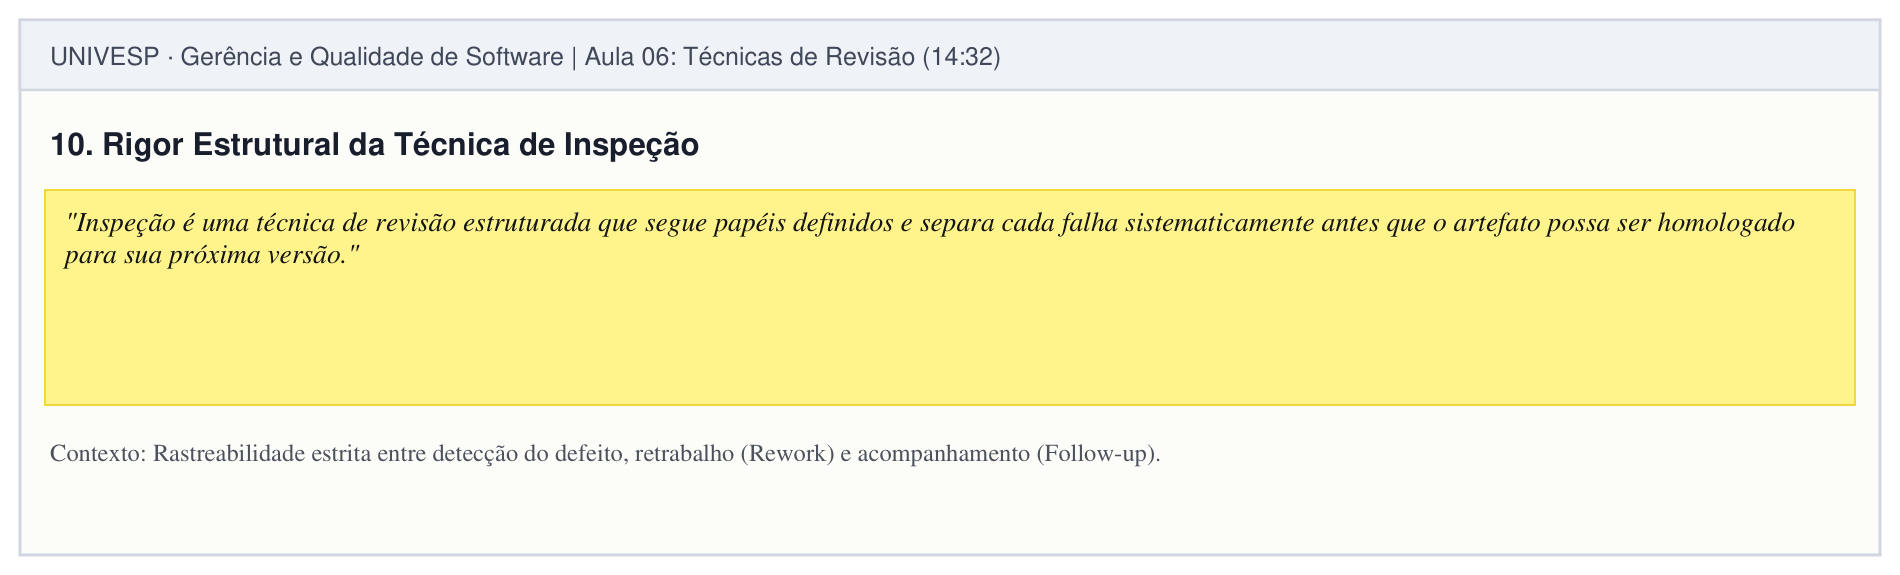 UNIVESP · Gerência e Qualidade de Software | Aula 06: Técnicas de Revisão (14:32)
10. Rigor Estrutural da Técnica de Inspeção
"Inspeção é uma técnica de revisão estruturada que segue papéis definidos e separa cada falha sistematicamente antes que o artefato possa ser homologado
para sua próxima versão."
Contexto: Rastreabilidade estrita entre detecção do defeito, retrabalho (Rework) e acompanhamento (Follow-up).